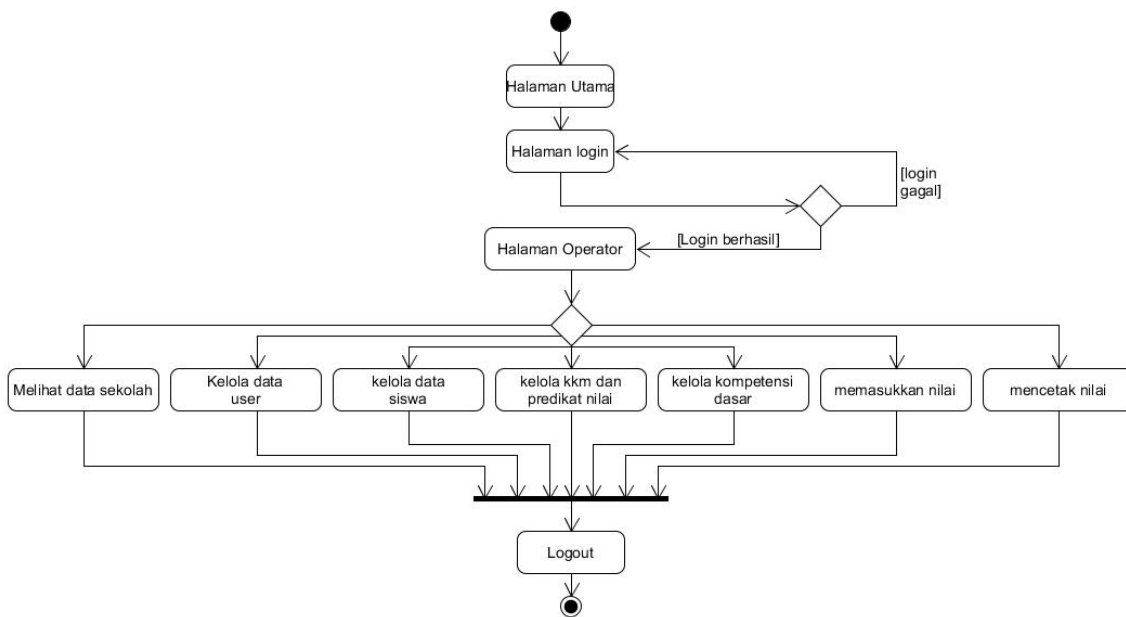 Halaman Utama
Halaman login
[login
gagal]
[Login berhasil]
Halaman Operator
Melihat data sekolah
Kelola data
user
kelola data
siswa
kelola kkm dan
predikat nilai
kelola kompetensi
dasar
memasukkan nilai
mencetak nilai
Logout